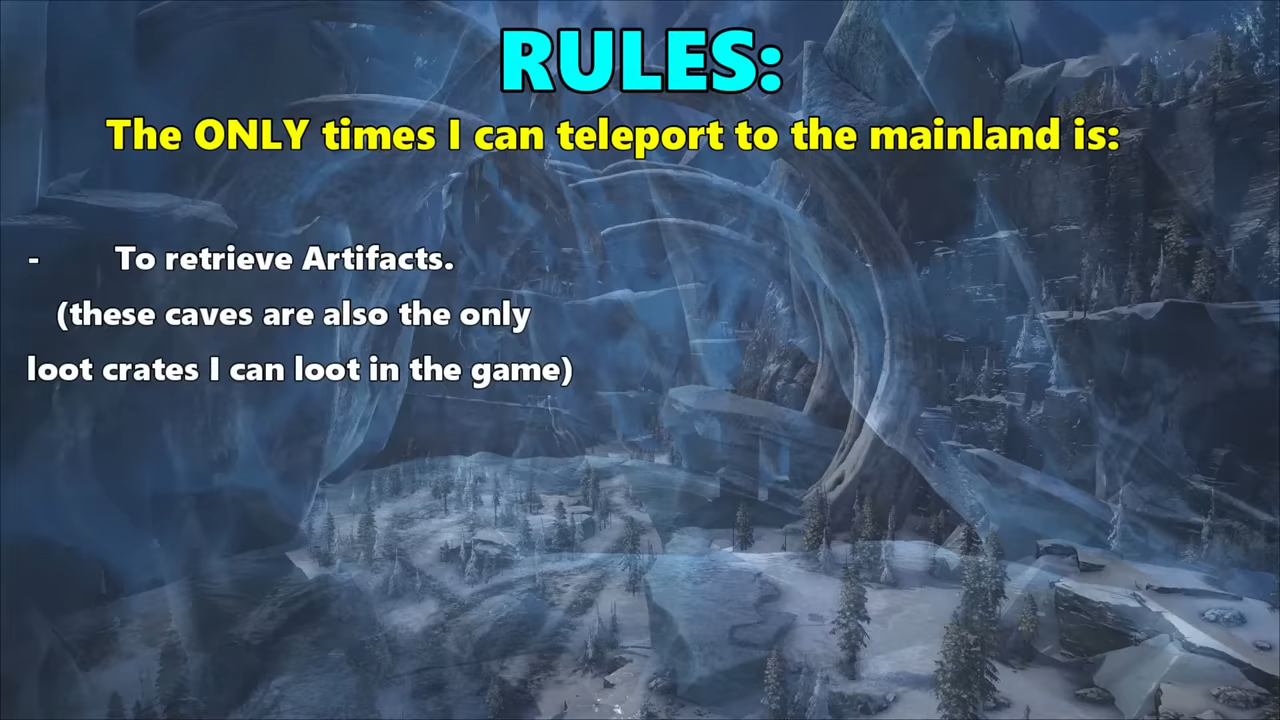 RULES:
The ONLY times I can teleport to the mainland is:
- To retrieve Artifacts.
(these caves are also the only
loot crates I can loot in the game)